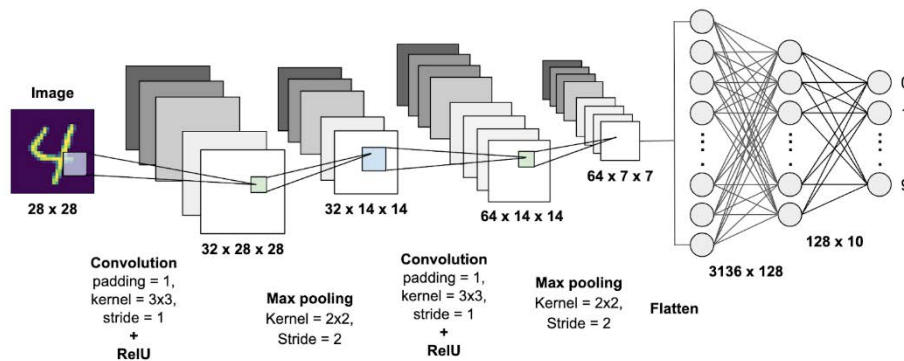 Image
28 x 28
32 x 28 x 28
32 x 14 x 14
64 x 14 x 14
64 x 7 x 7
3136 x 128
128 x 10
0
9
Convolution
padding = 1,
kernel = 3x3,
stride = 1
+
RelU
Max pooling
Kernel = 2x2,
Stride = 2
Convolution
padding = 1,
kernel = 3x3,
stride = 1
+
RelU
Max pooling
Kernel = 2x2,
Stride = 2
Flatten